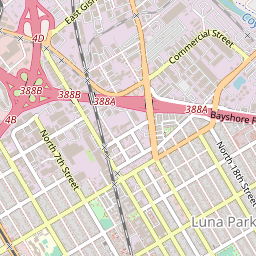 East Gis
4D
Commercial Street
388B
388B
388A
388A
Bayshore F
4B
North 7th Street
North 18th Street
Luna Park